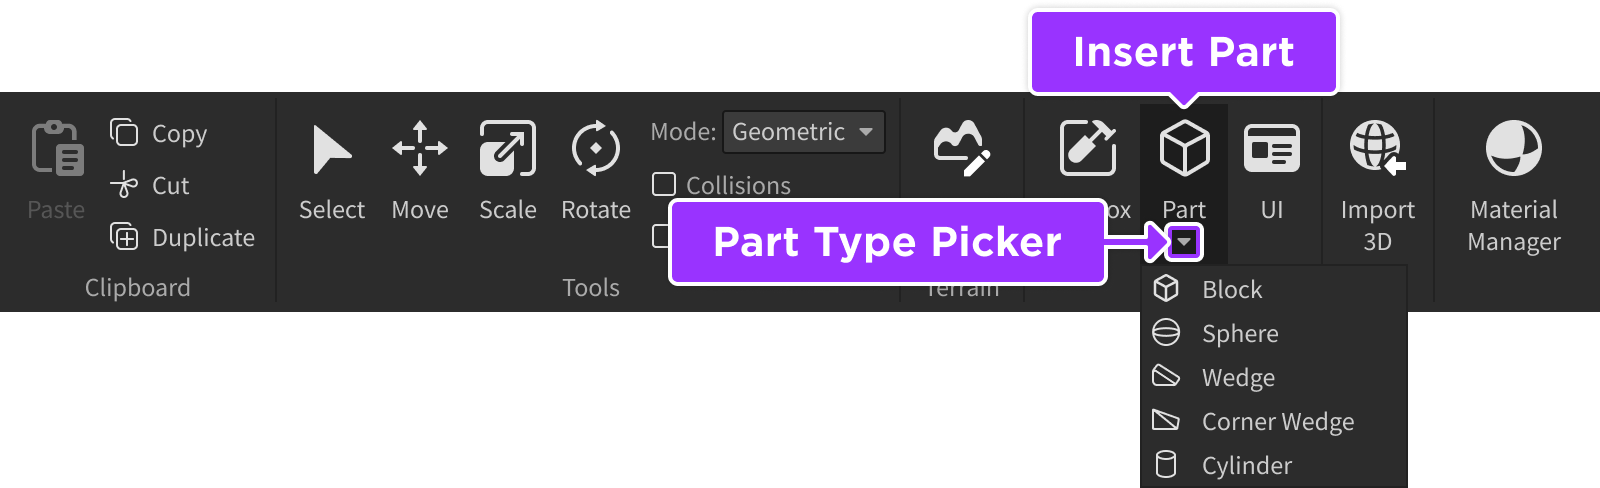 Insert Part
Paste
Copy
Cut
Duplicate
Clipboard
Select
Move
Scale
Rotate
Mode: Geometric
Collisions
Tools
Part Type Picker
Terrain
Part
UI
Import
3D
Material
Manager
Block
Sphere
Wedge
Corner Wedge
Cylinder